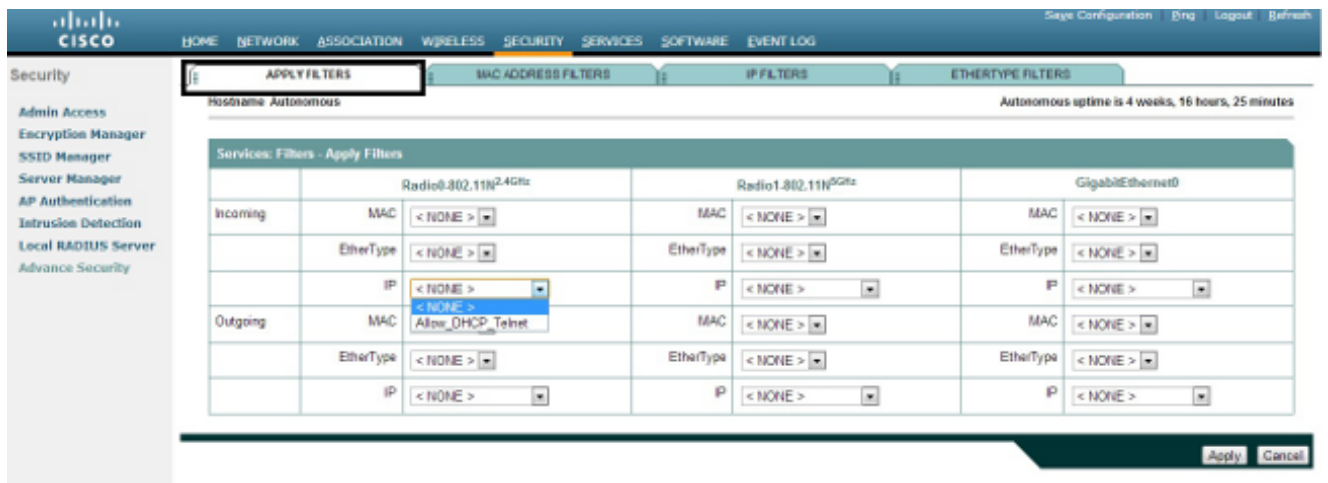 Save Configuration Ping Logout Refresh
CISCO HOME NETWORK ASSOCIATION WIRELESS SECURITY SERVICES SOFTWARE EVENT LOG
Security
Admin Access
Encryption Manager
SSID Manager
Server Manager
AP Authentication
Intrusion Detection
Local RADIUS Server
Advance Security
APPLY FILTERS MAC ADDRESS FILTERS IP FILTERS ETHERTYPE FILTERS
Hostname Autonomous Autonomous uptime is 4 weeks, 16 hours, 25 minutes
Services: Filters - Apply Filters
Radio0-802.11N2.4GHz Radio1-802.11N5GHz GigabitEthernet0
Incoming MAC < NONE > MAC < NONE > MAC < NONE >
EtherType < NONE > EtherType < NONE > EtherType < NONE >
IP < NONE > IP < NONE > IP < NONE >
< NONE >
Outgoing MAC Allow_DHCP_Telnet MAC < NONE > MAC < NONE >
EtherType < NONE > EtherType < NONE > EtherType < NONE >
IP < NONE > IP < NONE > IP < NONE >
Apply Cancel